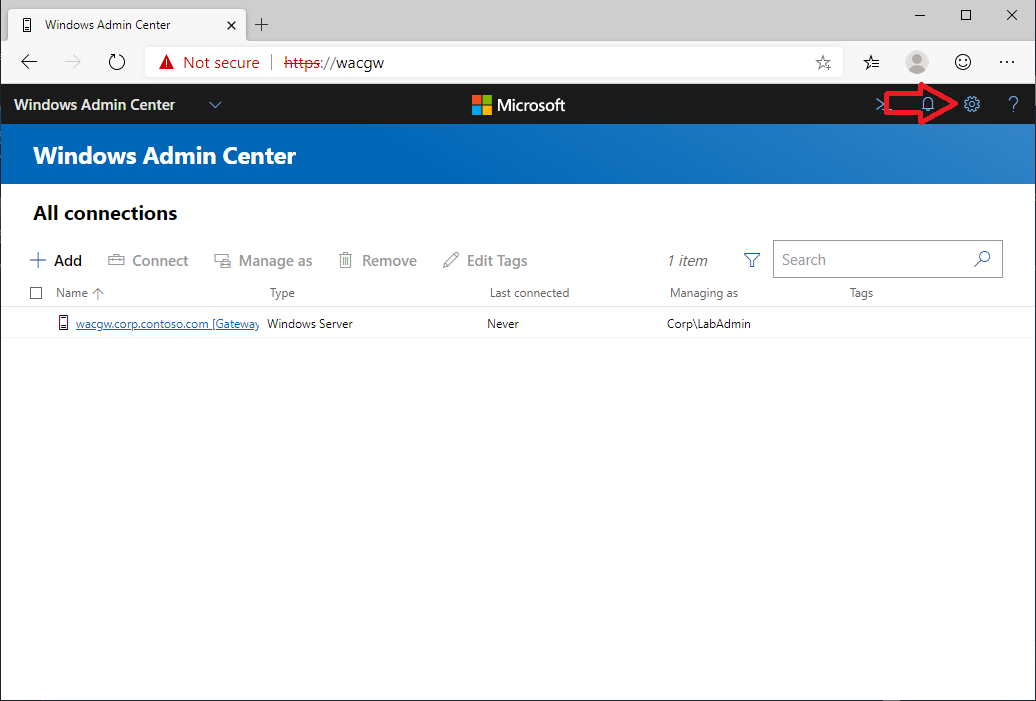 Windows Admin Center
Not secure https://wacgw
Windows Admin Center Microsoft ?
Windows Admin Center
All connections
Add Connect Manage as Remove Edit Tags 1 item Search
Name Type Last connected Managing as Tags
wacgw.corp.contoso.com [Gateway Windows Server Never Corp\LabAdmin